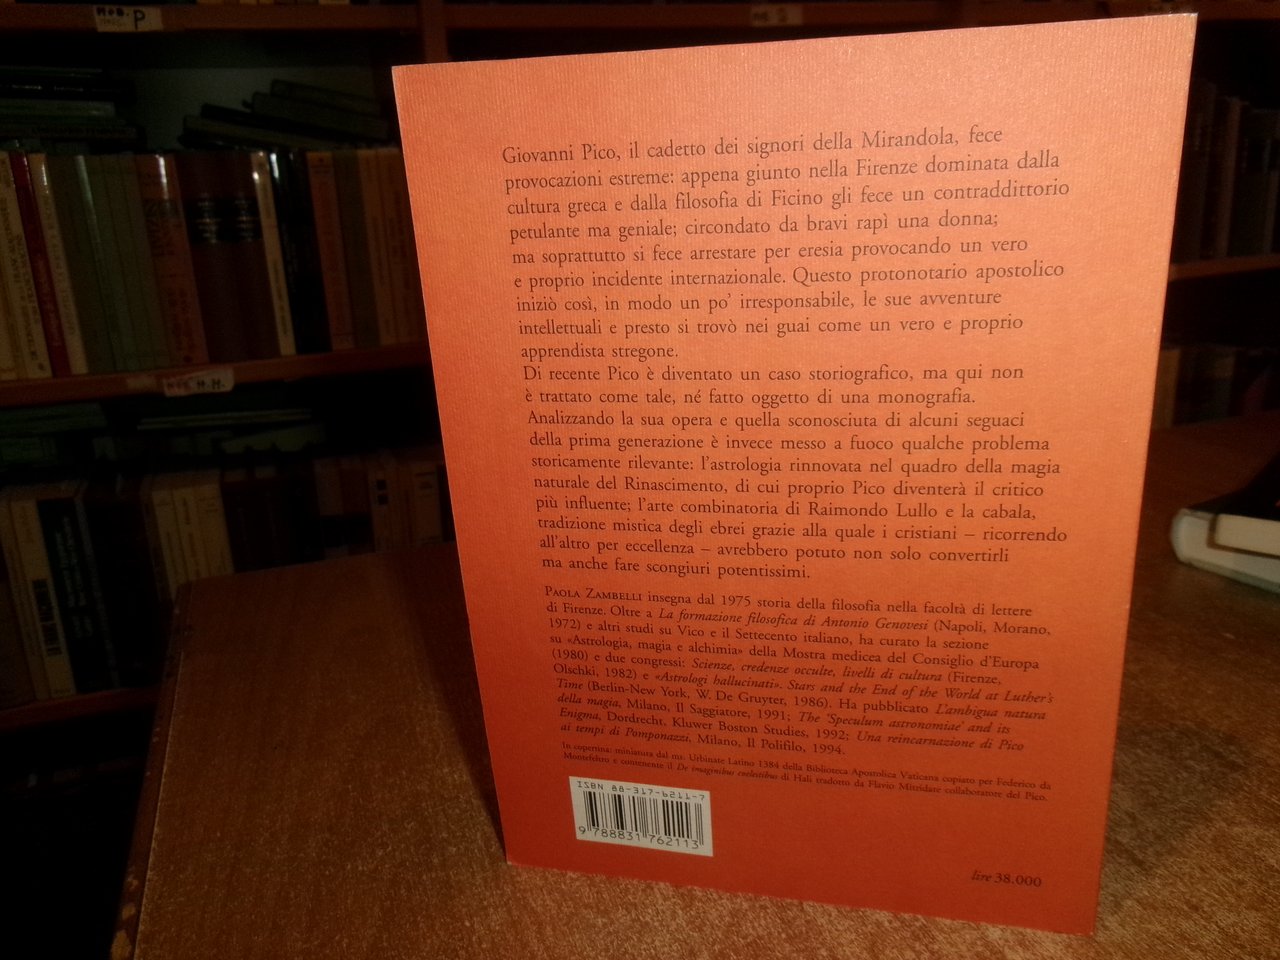 Giovanni Pico, il cadetto dei signori della Mirandola, fece
provocazioni estreme: appena giunto nella Firenze dominata dalla
cultura greca e dalla filosofia di Ficino gli fece un contraddittorio
petulante ma geniale; circondato da bravi rapì una donna;
ma soprattutto si fece arrestare per eresia provocando un vero
e proprio incidente internazionale. Questo protonotario apostolico
iniziò così, in modo un po' irresponsabile, le sue avventure
intellettuali e presto si trovò nei guai come un vero e proprio
apprendista stregone.
Di recente Pico è diventato un caso storiografico, ma qui non
è trattato come tale, né fatto oggetto di una monografia.
Analizzando la sua opera e quella sconosciuta di alcuni seguaci
della prima generazione è invece messo a fuoco qualche problema
storicamente rilevante: l'astrologia rinnovata nel quadro della magia
naturale del Rinascimento, di cui proprio Pico diventerà il critico
più influente; l'arte combinatoria di Raimondo Lullo e la cabala,
tradizione mistica degli ebrei grazie alla quale i cristiani – ricorrendo
all'altro per eccellenza – avrebbero potuto non solo convertirli
ma anche fare scongiuri potentissimi.
PAOLA ZAMBELLI insegna dal 1975 storia della filosofia nella facoltà di lettere
di Firenze. Oltre a La formazione filosofica di Antonio Genovesi (Napoli, Morano,
1972) e altri studi su Vico e il Settecento italiano, ha curato la sezione
su «Astrologia, magia e alchimia» della Mostra medicea del Consiglio d'Europa
(1980) e due congressi: Scienze, credenze occulte, livelli di cultura (Firenze,
Olschki, 1982) e «Astrologi hallucinati». Stars and the End of the World at Luther's
Time (Berlin-New York, W. De Gruyter, 1986). Ha pubblicato L'ambigua natura
della magia, Milano, Il Saggiatore, 1991; The 'Speculum astronomiae' and its
Enigma, Dordrecht, Kluwer Boston Studies, 1992; Una reincarnazione di Pico
ai tempi di Pomponazzi, Milano, Il Polifilo, 1994.
In copertina: miniatura dal ms. Urbinate Latino 1384 della Biblioteca Apostolica Vaticana copiato per Federico da
Montefeltro e contenente il De imaginibus coelestibus di Hali tradotto da Flavio Mitridate collaboratore del Pico.
ISBN 88-317-6211-7
9 788831 762113
lire 38.000